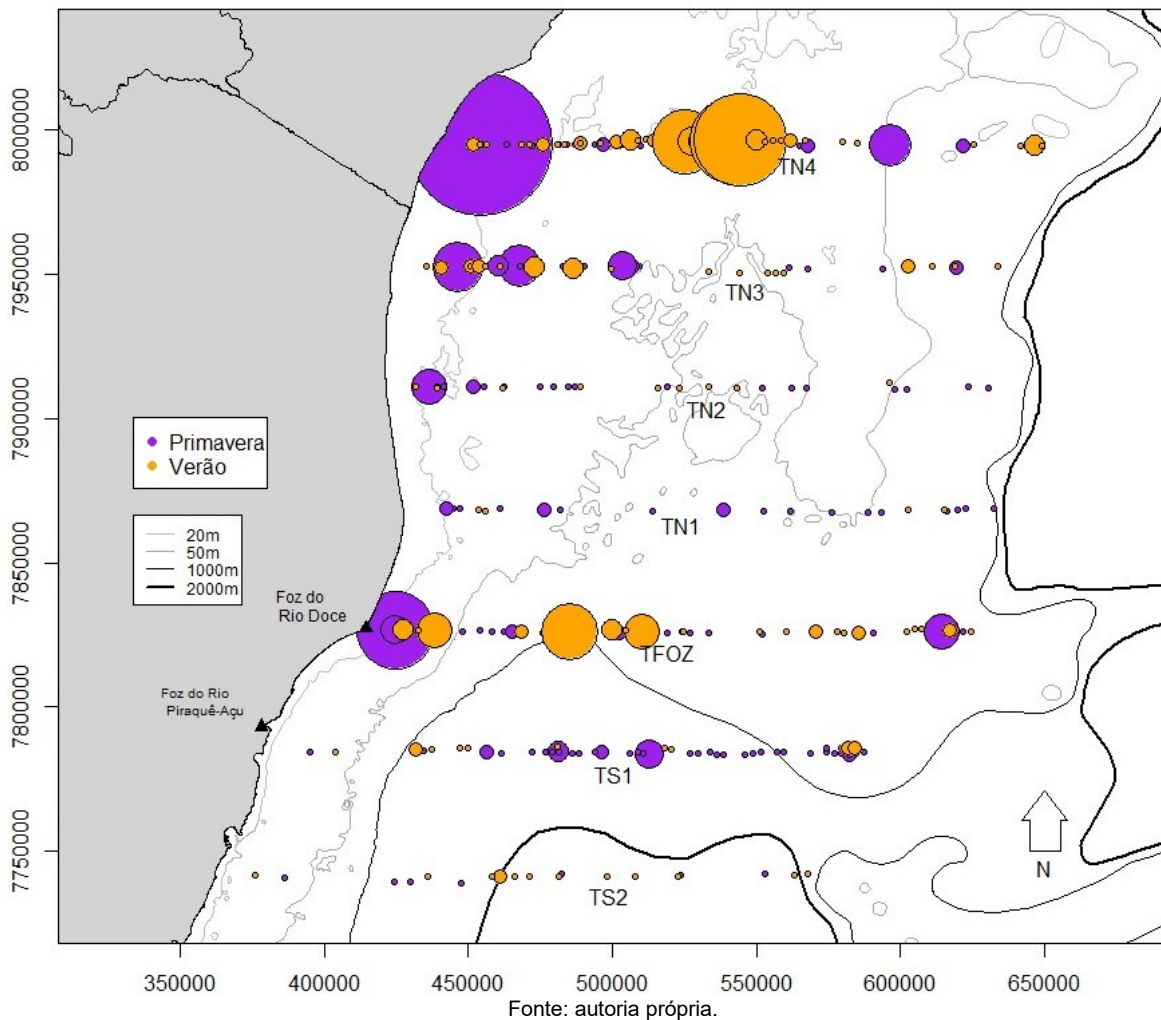 8000000
7950000
7900000
7850000
7800000
7750000
TN4
TN3
TN2
TN1
TFOZ
TS1
TS2
Primavera
Verão
20m
50m
1000m
2000m
Foz do
Rio Doce
Foz do Rio
Piraquê-Açu
N
350000 400000 450000 500000 550000 600000 650000
Fonte: autoria própria.